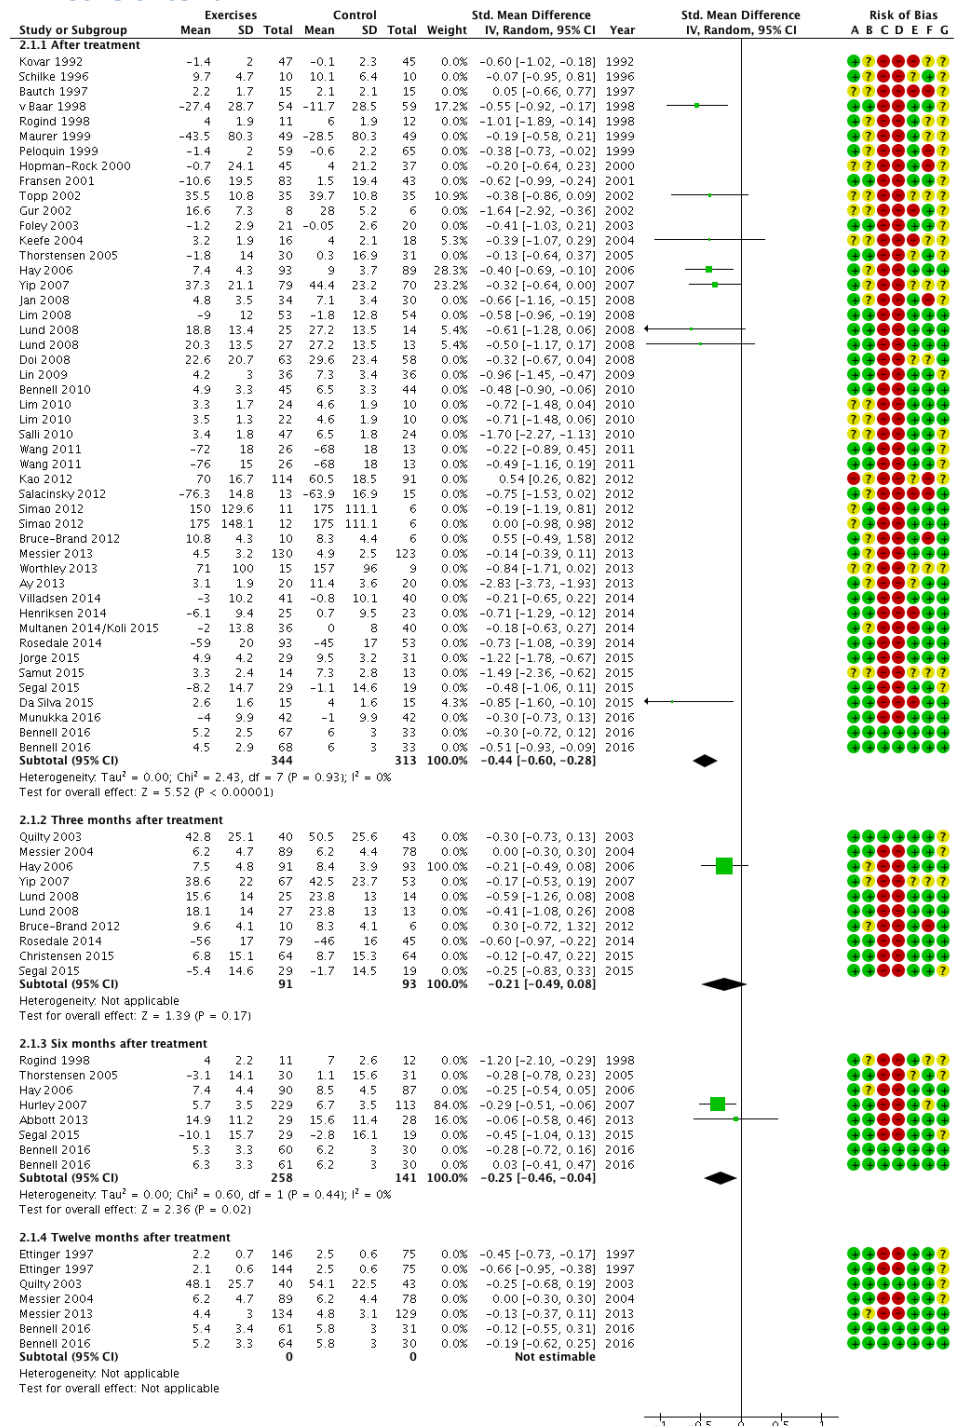 Exercises Control Std. Mean Difference Std. Mean Difference Risk of Bias
Study or Subgroup Mean SD Total Mean SD Total Weight IV, Random, 95% CI Year IV, Random, 95% CI A B C D E F G
2.1.1 After treatment
Kovar 1992 −1.4 2 47 −0.1 2.3 45 0.0% −0.60 [−1.02, −0.18] 1992
Schilke 1996 9.7 4.7 10 10.1 6.4 10 0.0% −0.07 [−0.95, 0.81] 1996
Bautch 1997 2.2 1.7 15 2.1 2.1 15 0.0% 0.05 [−0.66, 0.77] 1997
v Baar 1998 −27.4 28.7 54 −11.7 28.5 59 17.2% −0.55 [−0.92, −0.17] 1998
Rogind 1998 4 1.9 11 6 1.9 12 0.0% −1.01 [−1.89, −0.14] 1998
Maurer 1999 −43.5 80.3 49 −28.5 80.3 49 0.0% −0.19 [−0.58, 0.21] 1999
Peloquin 1999 −1.4 2 59 −0.6 2.2 65 0.0% −0.38 [−0.73, −0.02] 1999
Hopman−Rock 2000 −0.7 24.1 45 4 21.2 37 0.0% −0.20 [−0.64, 0.23] 2000
Fransen 2001 −10.6 19.5 83 1.5 19.4 43 0.0% −0.62 [−0.99, −0.24] 2001
Topp 2002 35.5 10.8 35 39.7 10.8 35 10.9% −0.38 [−0.86, 0.09] 2002
Gur 2002 16.6 7.3 8 28 5.2 6 0.0% −1.64 [−2.92, −0.36] 2002
Foley 2003 −1.2 2.9 21 −0.05 2.6 20 0.0% −0.41 [−1.03, 0.21] 2003
Keefe 2004 3.2 1.9 16 4 2.1 18 5.3% −0.39 [−1.07, 0.29] 2004
Thorstensen 2005 −1.8 14 30 0.3 16.9 31 0.0% −0.13 [−0.64, 0.37] 2005
Hay 2006 7.4 4.3 93 9 3.7 89 28.3% −0.40 [−0.69, −0.10] 2006
Yip 2007 37.3 21.1 79 44.4 23.2 70 23.2% −0.32 [−0.64, 0.00] 2007
Jan 2008 4.8 3.5 34 7.1 3.4 30 0.0% −0.66 [−1.16, −0.15] 2008
Lim 2008 −9 12 53 −1.8 12.8 54 0.0% −0.58 [−0.96, −0.19] 2008
Lund 2008 18.8 13.4 25 27.2 13.5 14 5.4% −0.61 [−1.28, 0.06] 2008
Lund 2008 20.3 13.5 27 27.2 13.5 13 5.4% −0.50 [−1.17, 0.17] 2008
Doi 2008 22.6 20.7 63 29.6 23.4 58 0.0% −0.32 [−0.67, 0.04] 2008
Lin 2009 4.2 3 36 7.3 3.4 36 0.0% −0.96 [−1.45, −0.47] 2009
Bennell 2010 4.9 3.3 45 6.5 3.3 44 0.0% −0.48 [−0.90, −0.06] 2010
Lim 2010 3.3 1.7 24 4.6 1.9 10 0.0% −0.72 [−1.48, 0.04] 2010
Lim 2010 3.5 1.3 22 4.6 1.9 10 0.0% −0.71 [−1.48, 0.06] 2010
Salli 2010 3.4 1.8 47 6.5 1.8 24 0.0% −1.70 [−2.27, −1.13] 2010
Wang 2011 −72 18 26 −68 18 13 0.0% −0.22 [−0.89, 0.45] 2011
Wang 2011 −76 15 26 −68 18 13 0.0% −0.49 [−1.16, 0.19] 2011
Kao 2012 70 16.7 114 60.5 18.5 91 0.0% 0.54 [0.26, 0.82] 2012
Salacinsky 2012 −76.3 14.8 13 −63.9 16.9 15 0.0% −0.75 [−1.53, 0.02] 2012
Simao 2012 150 129.6 11 175 111.1 6 0.0% −0.19 [−1.19, 0.81] 2012
Simao 2012 175 148.1 12 175 111.1 6 0.0% 0.00 [−0.98, 0.98] 2012
Bruce−Brand 2012 10.8 4.3 10 8.3 4.4 6 0.0% 0.55 [−0.49, 1.58] 2012
Messier 2013 4.5 3.2 130 4.9 2.5 123 0.0% −0.14 [−0.39, 0.11] 2013
Worthley 2013 71 100 15 157 96 9 0.0% −0.84 [−1.71, 0.02] 2013
Ay 2013 3.1 1.9 20 11.4 3.6 20 0.0% −2.83 [−3.73, −1.93] 2013
Villadsen 2014 −3 10.2 41 −0.8 10.1 40 0.0% −0.21 [−0.65, 0.22] 2014
Henriksen 2014 −6.1 9.4 25 0.7 9.5 23 0.0% −0.71 [−1.29, −0.12] 2014
Multanen 2014/Koli 2015 −2 13.8 36 0 8 40 0.0% −0.18 [−0.63, 0.27] 2014
Rosedale 2014 −59 20 93 −45 17 53 0.0% −0.73 [−1.08, −0.39] 2014
Jorge 2015 4.9 4.2 29 9.5 3.2 31 0.0% −1.22 [−1.78, −0.67] 2015
Samut 2015 3.3 2.4 14 7.3 2.8 13 0.0% −1.49 [−2.36, −0.62] 2015
Segal 2015 −8.2 14.7 29 −1.1 14.6 19 0.0% −0.48 [−1.06, 0.11] 2015
Da Silva 2015 2.6 1.6 15 4 1.6 15 4.3% −0.85 [−1.60, −0.10] 2015
Munukka 2016 −4 9.9 42 −1 9.9 42 0.0% −0.30 [−0.73, 0.13] 2016
Bennell 2016 5.2 2.5 67 6 3 33 0.0% −0.30 [−0.72, 0.12] 2016
Bennell 2016 4.5 2.9 68 6 3 33 0.0% −0.51 [−0.93, −0.09] 2016
Subtotal (95% CI) 344 313 100.0% −0.44 [−0.60, −0.28]
Heterogeneity: Tau² = 0.00; Chi² = 2.43, df = 7 (P = 0.93); I² = 0%
Test for overall effect: Z = 5.52 (P < 0.00001)
2.1.2 Three months after treatment
Quilty 2003 42.8 25.1 40 50.5 25.6 43 0.0% −0.30 [−0.73, 0.13] 2003
Messier 2004 6.2 4.7 89 6.2 4.4 78 0.0% 0.00 [−0.30, 0.30] 2004
Hay 2006 7.5 4.8 91 8.4 3.9 93 100.0% −0.21 [−0.49, 0.08] 2006
Yip 2007 38.6 22 67 42.5 23.7 53 0.0% −0.17 [−0.53, 0.19] 2007
Lund 2008 15.6 14 25 23.8 13 14 0.0% −0.59 [−1.26, 0.08] 2008
Lund 2008 18.1 14 27 23.8 13 13 0.0% −0.41 [−1.08, 0.26] 2008
Bruce−Brand 2012 9.6 4.1 10 8.3 4.1 6 0.0% 0.30 [−0.72, 1.32] 2012
Rosedale 2014 −56 17 79 −46 16 45 0.0% −0.60 [−0.97, −0.22] 2014
Christensen 2015 6.8 15.1 64 8.7 15.3 64 0.0% −0.12 [−0.47, 0.22] 2015
Segal 2015 −5.4 14.6 29 −1.7 14.5 19 0.0% −0.25 [−0.83, 0.33] 2015
Subtotal (95% CI) 91 93 100.0% −0.21 [−0.49, 0.08]
Heterogeneity: Not applicable
Test for overall effect: Z = 1.39 (P = 0.17)
2.1.3 Six months after treatment
Rogind 1998 4 2.2 11 7 2.6 12 0.0% −1.20 [−2.10, −0.29] 1998
Thorstensen 2005 −3.1 14.1 30 1.1 15.6 31 0.0% −0.28 [−0.78, 0.23] 2005
Hay 2006 7.4 4.4 90 8.5 4.5 87 0.0% −0.25 [−0.54, 0.05] 2006
Hurley 2007 5.7 3.5 229 6.7 3.5 113 84.0% −0.29 [−0.51, −0.06] 2007
Abbott 2013 14.9 11.2 29 15.6 11.4 28 16.0% −0.06 [−0.58, 0.46] 2013
Segal 2015 −10.1 15.7 29 −2.8 16.1 19 0.0% −0.45 [−1.04, 0.13] 2015
Bennell 2016 5.3 3.3 60 6.2 3 30 0.0% −0.28 [−0.72, 0.16] 2016
Bennell 2016 6.3 3.3 61 6.2 3 30 0.0% 0.03 [−0.41, 0.47] 2016
Subtotal (95% CI) 258 141 100.0% −0.25 [−0.46, −0.04]
Heterogeneity: Tau² = 0.00; Chi² = 0.60, df = 1 (P = 0.44); I² = 0%
Test for overall effect: Z = 2.36 (P = 0.02)
2.1.4 Twelve months after treatment
Ettinger 1997 2.2 0.7 146 2.5 0.6 75 0.0% −0.45 [−0.73, −0.17] 1997
Ettinger 1997 2.1 0.6 144 2.5 0.6 75 0.0% −0.66 [−0.95, −0.38] 1997
Quilty 2003 48.1 25.7 40 54.1 22.5 43 0.0% −0.25 [−0.68, 0.19] 2003
Messier 2004 6.2 4.7 89 6.2 4.4 78 0.0% 0.00 [−0.30, 0.30] 2004
Messier 2013 4.4 3 134 4.8 3.1 129 0.0% −0.13 [−0.37, 0.11] 2013
Bennell 2016 5.4 3.4 61 5.8 3 31 0.0% −0.12 [−0.55, 0.31] 2016
Bennell 2016 5.2 3.3 64 5.8 3 30 0.0% −0.19 [−0.62, 0.25] 2016
Subtotal (95% CI) 0 0 Not estimable
Heterogeneity: Not applicable
Test for overall effect: Not applicable
−1 −0.5 0 0.5 1